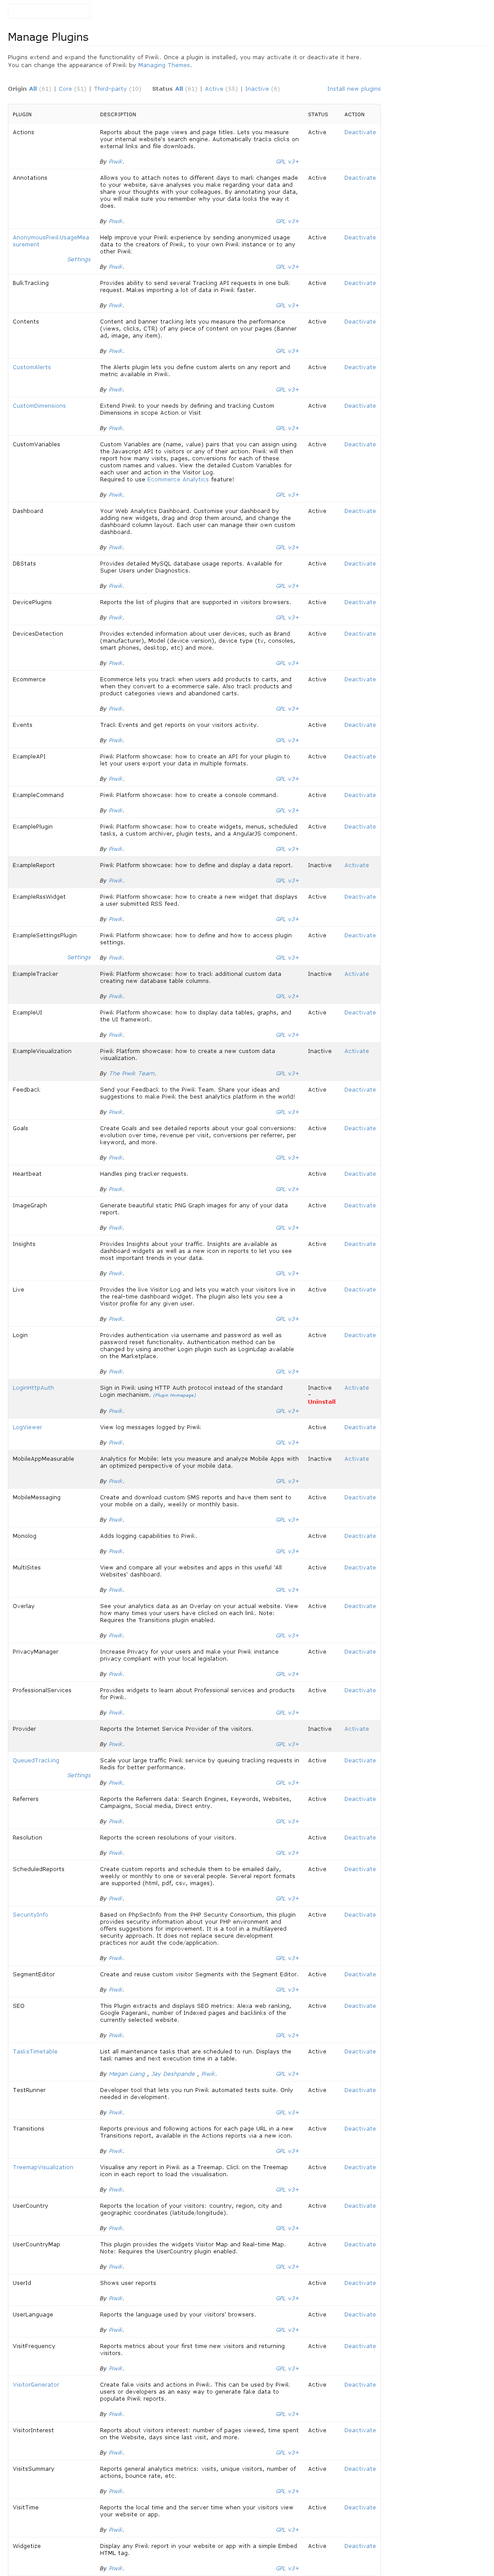 Manage Plugins
Plugins extend and expand the functionality of Piwik. Once a plugin is installed, you may activate it or deactivate it here.
You can change the appearance of Piwik by Managing Themes.
Origin All (61) | Core (51) | Third-party (10) Status All (61) | Active (55) | Inactive (6) Install new plugins
PLUGIN DESCRIPTION STATUS ACTION
Actions Reports about the page views and page titles. Lets you measure Active Deactivate
your internal website's search engine. Automatically tracks clicks on
external links and file downloads.
By Piwik. GPL v3+
Annotations Allows you to attach notes to different days to mark changes made Active Deactivate
to your website, save analyses you make regarding your data and
share your thoughts with your colleagues. By annotating your data,
you will make sure you remember why your data looks the way it
does.
By Piwik. GPL v3+
AnonymousPiwikUsageMea Help improve your Piwik experience by sending anonymized usage Active Deactivate
surement data to the creators of Piwik, to your own Piwik instance or to any
other Piwik
Settings
By Piwik. GPL v3+
BulkTracking Provides ability to send several Tracking API requests in one bulk Active Deactivate
request. Makes importing a lot of data in Piwik faster.
By Piwik. GPL v3+
Contents Content and banner tracking lets you measure the performance Active Deactivate
(views, clicks, CTR) of any piece of content on your pages (Banner
ad, image, any item).
By Piwik. GPL v3+
CustomAlerts The Alerts plugin lets you define custom alerts on any report and Active Deactivate
metric available in Piwik.
By Piwik. GPL v3+
CustomDimensions Extend Piwik to your needs by defining and tracking Custom Active Deactivate
Dimensions in scope Action or Visit
By Piwik. GPL v3+
CustomVariables Custom Variables are (name, value) pairs that you can assign using Active Deactivate
the Javascript API to visitors or any of their action. Piwik will then
report how many visits, pages, conversions for each of these
custom names and values. View the detailed Custom Variables for
each user and action in the Visitor Log.
Required to use Ecommerce Analytics feature!
By Piwik. GPL v3+
Dashboard Your Web Analytics Dashboard. Customise your dashboard by Active Deactivate
adding new widgets, drag and drop them around, and change the
dashboard column layout. Each user can manage their own custom
dashboard.
By Piwik. GPL v3+
DBStats Provides detailed MySQL database usage reports. Available for Active Deactivate
Super Users under Diagnostics.
By Piwik. GPL v3+
DevicePlugins Reports the list of plugins that are supported in visitors browsers. Active Deactivate
By Piwik. GPL v3+
DevicesDetection Provides extended information about user devices, such as Brand Active Deactivate
(manufacturer), Model (device version), device type (tv, consoles,
smart phones, desktop, etc) and more.
By Piwik. GPL v3+
Ecommerce Ecommerce lets you track when users add products to carts, and Active Deactivate
when they convert to a ecommerce sale. Also track products and
product categories views and abandoned carts.
By Piwik. GPL v3+
Events Track Events and get reports on your visitors activity. Active Deactivate
By Piwik. GPL v3+
ExampleAPI Piwik Platform showcase: how to create an API for your plugin to Active Deactivate
let your users export your data in multiple formats.
By Piwik. GPL v3+
ExampleCommand Piwik Platform showcase: how to create a console command. Active Deactivate
By Piwik. GPL v3+
ExamplePlugin Piwik Platform showcase: how to create widgets, menus, scheduled Active Deactivate
tasks, a custom archiver, plugin tests, and a AngularJS component.
By Piwik. GPL v3+
ExampleReport Piwik Platform showcase: how to define and display a data report. Inactive Activate
By Piwik. GPL v3+
ExampleRssWidget Piwik Platform showcase: how to create a new widget that displays Active Deactivate
a user submitted RSS feed.
By Piwik. GPL v3+
ExampleSettingsPlugin Piwik Platform showcase: how to define and how to access plugin Active Deactivate
settings.
Settings By Piwik. GPL v3+
ExampleTracker Piwik Platform showcase: how to track additional custom data Inactive Activate
creating new database table columns.
By Piwik. GPL v3+
ExampleUI Piwik Platform showcase: how to display data tables, graphs, and Active Deactivate
the UI framework.
By Piwik. GPL v3+
ExampleVisualization Piwik Platform showcase: how to create a new custom data Inactive Activate
visualization.
By The Piwik Team. GPL v3+
Feedback Send your Feedback to the Piwik Team. Share your ideas and Active Deactivate
suggestions to make Piwik the best analytics platform in the world!
By Piwik. GPL v3+
Goals Create Goals and see detailed reports about your goal conversions: Active Deactivate
evolution over time, revenue per visit, conversions per referrer, per
keyword, and more.
By Piwik. GPL v3+
Heartbeat Handles ping tracker requests. Active Deactivate
By Piwik. GPL v3+
ImageGraph Generate beautiful static PNG Graph images for any of your data Active Deactivate
report.
By Piwik. GPL v3+
Insights Provides Insights about your traffic. Insights are available as Active Deactivate
dashboard widgets as well as a new icon in reports to let you see
most important trends in your data.
By Piwik. GPL v3+
Live Provides the live Visitor Log and lets you watch your visitors live in Active Deactivate
the real-time dashboard widget. The plugin also lets you see a
Visitor profile for any given user.
By Piwik. GPL v3+
Login Provides authentication via username and password as well as Active Deactivate
password reset functionality. Authentication method can be
changed by using another Login plugin such as LoginLdap available
on the Marketplace.
By Piwik. GPL v3+
LoginHttpAuth Sign in Piwik using HTTP Auth protocol instead of the standard Inactive Activate
Login mechanism. (Plugin Homepage) -
Uninstall
By Piwik. GPL v3+
LogViewer View log messages logged by Piwik Active Deactivate
By Piwik. GPL v3+
MobileAppMeasurable Analytics for Mobile: lets you measure and analyze Mobile Apps with Inactive Activate
an optimized perspective of your mobile data.
By Piwik. GPL v3+
MobileMessaging Create and download custom SMS reports and have them sent to Active Deactivate
your mobile on a daily, weekly or monthly basis.
By Piwik. GPL v3+
Monolog Adds logging capabilities to Piwik. Active Deactivate
By Piwik. GPL v3+
MultiSites View and compare all your websites and apps in this useful 'All Active Deactivate
Websites' dashboard.
By Piwik. GPL v3+
Overlay See your analytics data as an Overlay on your actual website. View Active Deactivate
how many times your users have clicked on each link. Note:
Requires the Transitions plugin enabled.
By Piwik. GPL v3+
PrivacyManager Increase Privacy for your users and make your Piwik instance Active Deactivate
privacy compliant with your local legislation.
By Piwik. GPL v3+
ProfessionalServices Provides widgets to learn about Professional services and products Active Deactivate
for Piwik.
By Piwik. GPL v3+
Provider Reports the Internet Service Provider of the visitors. Inactive Activate
By Piwik. GPL v3+
QueuedTracking Scale your large traffic Piwik service by queuing tracking requests in Active Deactivate
Redis for better performance.
Settings By Piwik. GPL v3+
Referrers Reports the Referrers data: Search Engines, Keywords, Websites, Active Deactivate
Campaigns, Social media, Direct entry.
By Piwik. GPL v3+
Resolution Reports the screen resolutions of your visitors. Active Deactivate
By Piwik. GPL v3+
ScheduledReports Create custom reports and schedule them to be emailed daily, Active Deactivate
weekly or monthly to one or several people. Several report formats
are supported (html, pdf, csv, images).
By Piwik. GPL v3+
SecurityInfo Based on PhpSecInfo from the PHP Security Consortium, this plugin Active Deactivate
provides security information about your PHP environment and
offers suggestions for improvement. It is a tool in a multilayered
security approach. It does not replace secure development
practices nor audit the code/application.
By Piwik. GPL v3+
SegmentEditor Create and reuse custom visitor Segments with the Segment Editor. Active Deactivate
By Piwik. GPL v3+
SEO This Plugin extracts and displays SEO metrics: Alexa web ranking, Active Deactivate
Google Pagerank, number of Indexed pages and backlinks of the
currently selected website.
By Piwik. GPL v3+
TasksTimetable List all maintenance tasks that are scheduled to run. Displays the Active Deactivate
task names and next execution time in a table.
By Megan Liang , Jay Deshpande , Piwik. GPL v3+
TestRunner Developer tool that lets you run Piwik automated tests suite. Only Active Deactivate
needed in development.
By Piwik. GPL v3+
Transitions Reports previous and following actions for each page URL in a new Active Deactivate
Transitions report, available in the Actions reports via a new icon.
By Piwik. GPL v3+
TreemapVisualization Visualise any report in Piwik as a Treemap. Click on the Treemap Active Deactivate
icon in each report to load the visualisation.
By Piwik. GPL v3+
UserCountry Reports the location of your visitors: country, region, city and Active Deactivate
geographic coordinates (latitude/longitude).
By Piwik. GPL v3+
UserCountryMap This plugin provides the widgets Visitor Map and Real-time Map. Active Deactivate
Note: Requires the UserCountry plugin enabled.
By Piwik. GPL v3+
UserId Shows user reports Active Deactivate
By Piwik. GPL v3+
UserLanguage Reports the language used by your visitors' browsers. Active Deactivate
By Piwik. GPL v3+
VisitFrequency Reports metrics about your first time new visitors and returning Active Deactivate
visitors.
By Piwik. GPL v3+
VisitorGenerator Create fake visits and actions in Piwik. This can be used by Piwik Active Deactivate
users or developers as an easy way to generate fake data to
populate Piwik reports.
By Piwik. GPL v3+
VisitorInterest Reports about visitors interest: number of pages viewed, time spent Active Deactivate
on the Website, days since last visit, and more.
By Piwik. GPL v3+
VisitsSummary Reports general analytics metrics: visits, unique visitors, number of Active Deactivate
actions, bounce rate, etc.
By Piwik. GPL v3+
VisitTime Reports the local time and the server time when your visitors view Active Deactivate
your website or app.
By Piwik. GPL v3+
Widgetize Display any Piwik report in your website or app with a simple Embed Active Deactivate
HTML tag.
By Piwik. GPL v3+